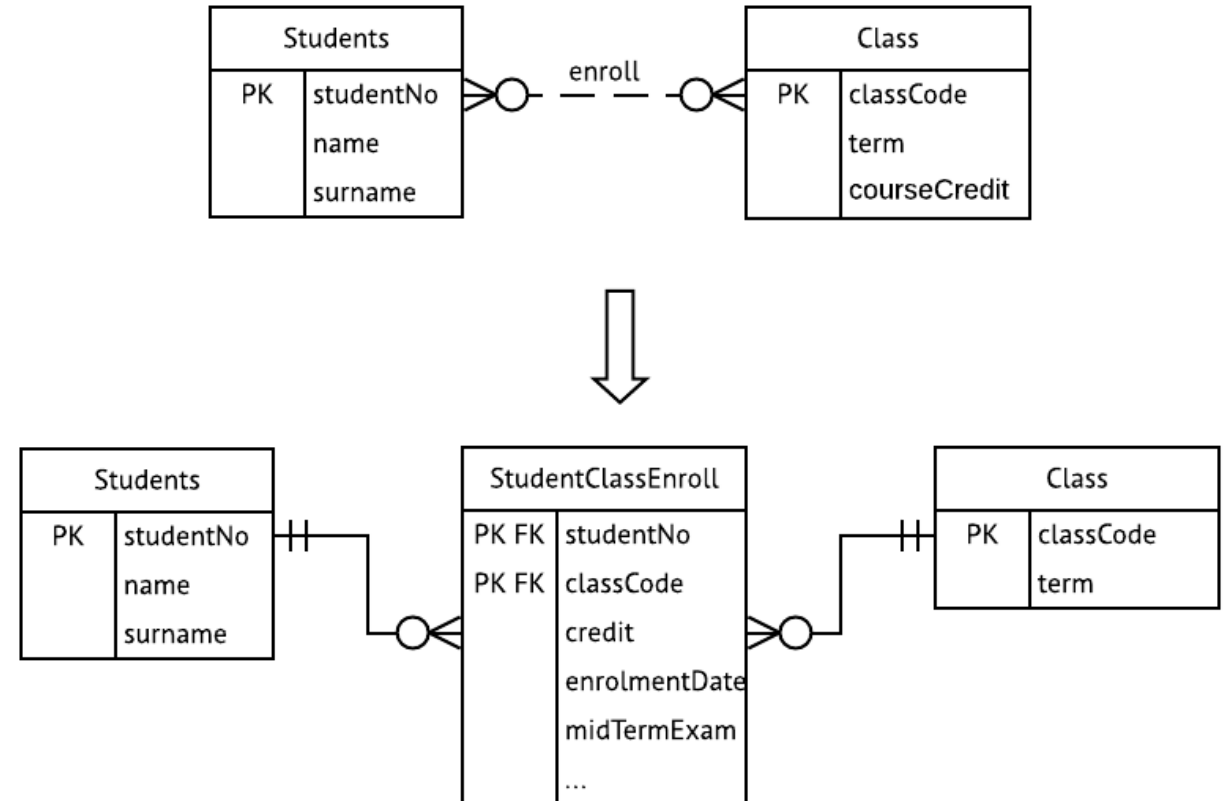 Students
PK studentNo
name
surname
enroll
Class
PK classCode
term
courseCredit
Students
PK studentNo
name
surname
StudentClassEnroll
PK FK studentNo
PK FK classCode
credit
enrolmentDate
midTermExam
...
Class
PK classCode
term